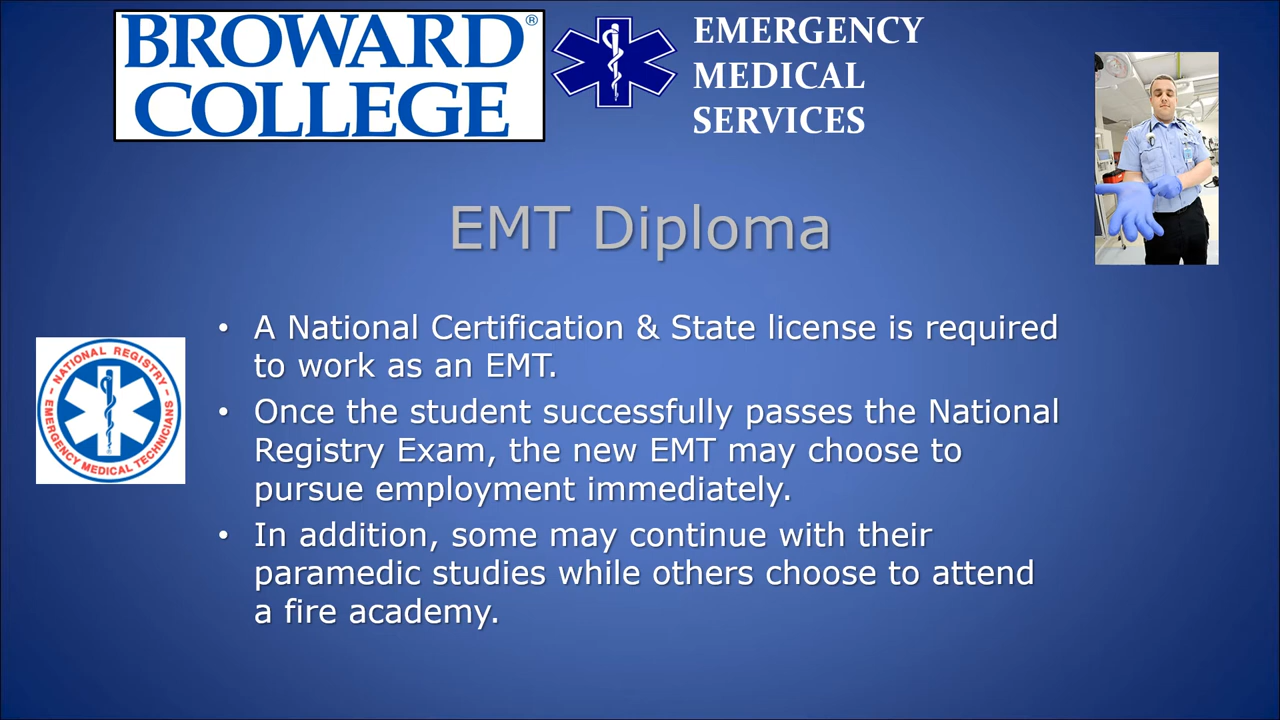 BROWARD®
COLLEGE
EMERGENCY
MEDICAL
SERVICES
EMT Diploma
• A National Certification & State license is required
to work as an EMT.
• Once the student successfully passes the National
Registry Exam, the new EMT may choose to
pursue employment immediately.
• In addition, some may continue with their
paramedic studies while others choose to attend
a fire academy.
NATIONAL REGISTRY
EMERGENCY MEDICAL TECHNICIANS